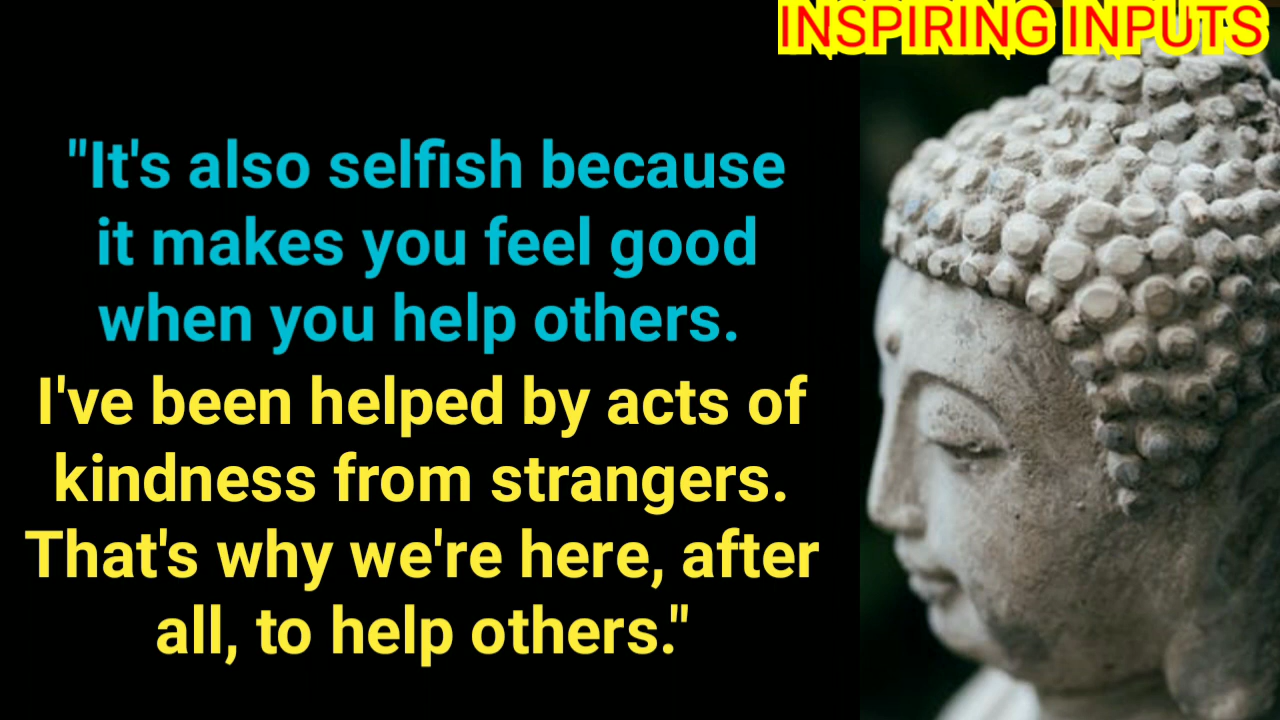 INSPIRING INPUTS
"It's also selfish because
it makes you feel good
when you help others.
I've been helped by acts of
kindness from strangers.
That's why we're here, after
all, to help others."